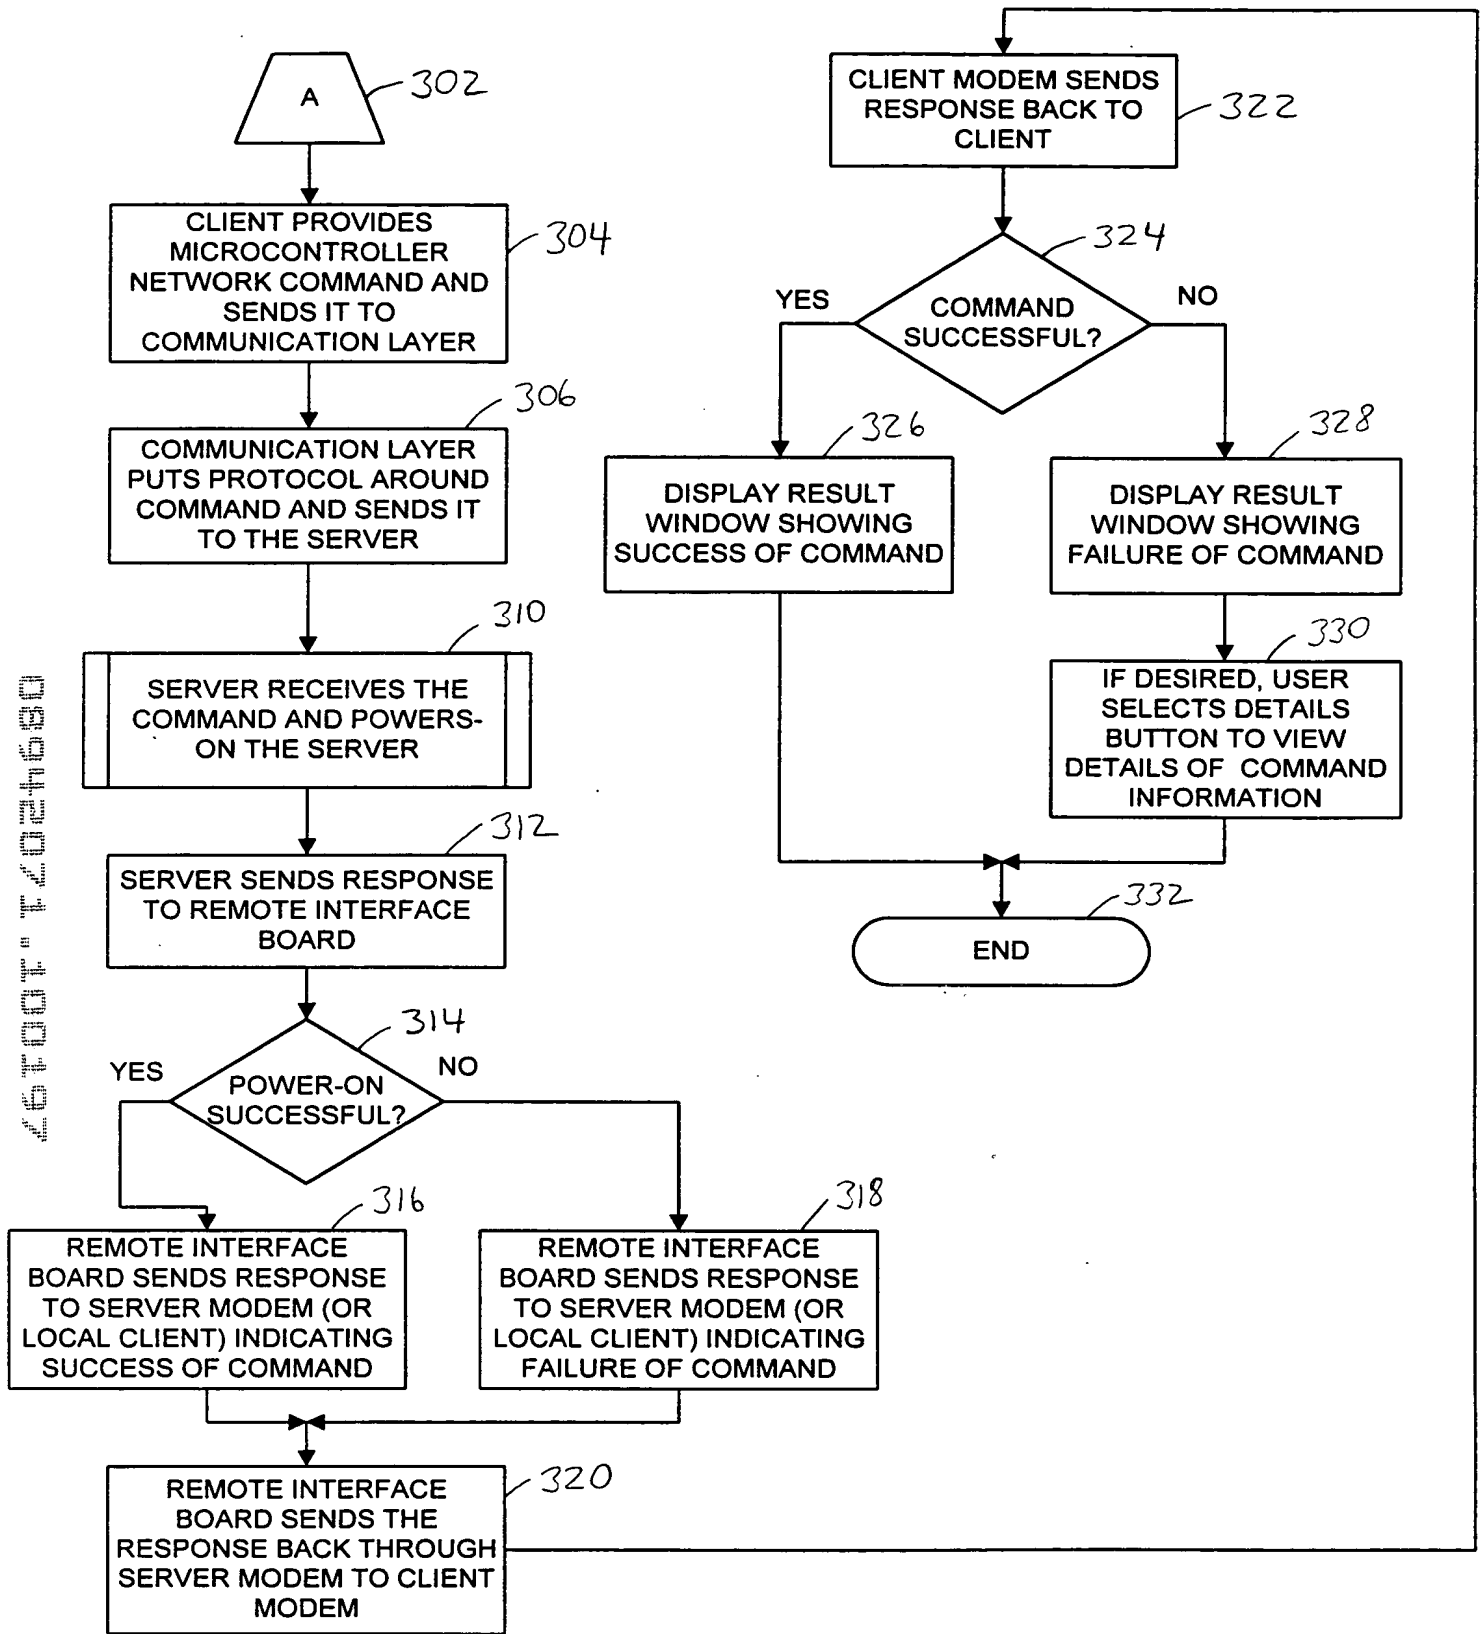 A
302
CLIENT PROVIDES
MICROCONTROLLER
NETWORK COMMAND AND
SENDS IT TO
COMMUNICATION LAYER
304
COMMUNICATION LAYER
PUTS PROTOCOL AROUND
COMMAND AND SENDS IT
TO THE SERVER
306
SERVER RECEIVES THE
COMMAND AND POWERS-
ON THE SERVER
310
SERVER SENDS RESPONSE
TO REMOTE INTERFACE
BOARD
312
POWER-ON
SUCCESSFUL?
314
YES
NO
REMOTE INTERFACE
BOARD SENDS RESPONSE
TO SERVER MODEM (OR
LOCAL CLIENT) INDICATING
SUCCESS OF COMMAND
316
REMOTE INTERFACE
BOARD SENDS RESPONSE
TO SERVER MODEM (OR
LOCAL CLIENT) INDICATING
FAILURE OF COMMAND
318
REMOTE INTERFACE
BOARD SENDS THE
RESPONSE BACK THROUGH
SERVER MODEM TO CLIENT
MODEM
320
CLIENT MODEM SENDS
RESPONSE BACK TO
CLIENT
322
COMMAND
SUCCESSFUL?
324
YES
NO
DISPLAY RESULT
WINDOW SHOWING
SUCCESS OF COMMAND
326
DISPLAY RESULT
WINDOW SHOWING
FAILURE OF COMMAND
328
IF DESIRED, USER
SELECTS DETAILS
BUTTON TO VIEW
DETAILS OF COMMAND
INFORMATION
330
END
332